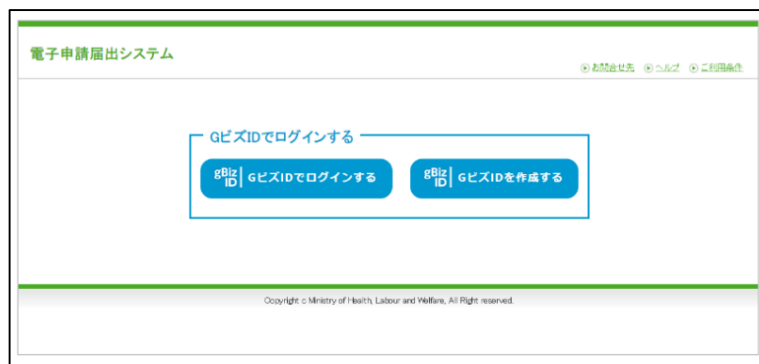 電子申請届出システム
お問合せ先 ヘルプ ご利用条件
GビズIDでログインする
gBiz ID GビズIDでログインする
gBiz ID GビズIDを作成する
Copyright c Ministry of Health, Labour and Welfare, All Right reserved.